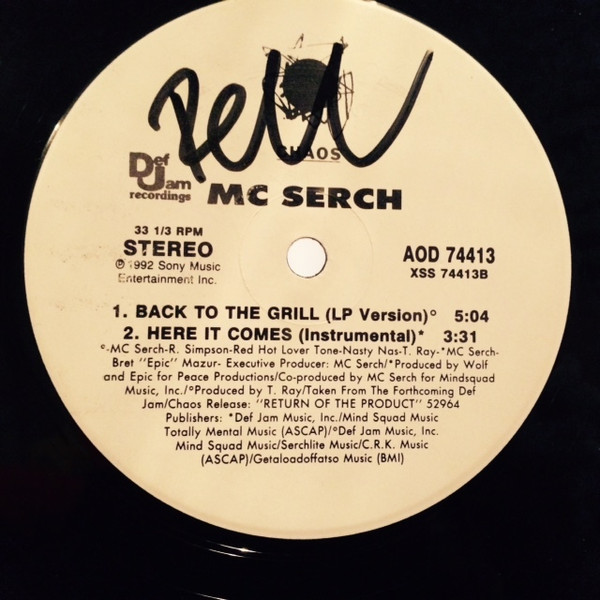 CHAOS
Def
Jam
recordings
MC SERCH
33 1/3 RPM
STEREO
℗ 1992 Sony Music
Entertainment Inc.
AOD 74413
XSS 74413B
1. BACK TO THE GRILL (LP Version)° 5:04
2. HERE IT COMES (Instrumental)* 3:31
°-MC Serch-R. Simpson-Red Hot Lover Tone-Nasty Nas-T. Ray-*MC Serch-
Bret "Epic" Mazur- Executive Producer: MC Serch/*Produced by Wolf
and Epic for Peace Productions/Co-produced by MC Serch for Mindsquad
Music, Inc./°Produced by T. Ray/Taken From The Forthcoming Def
Jam/Chaos Release: "RETURN OF THE PRODUCT" 52964
Publishers: *Def Jam Music, Inc./Mind Squad Music
Totally Mental Music (ASCAP)/°Def Jam Music, Inc.
Mind Squad Music/Serchlite Music/C.R.K. Music
(ASCAP)/Getaloadoffatso Music (BMI)